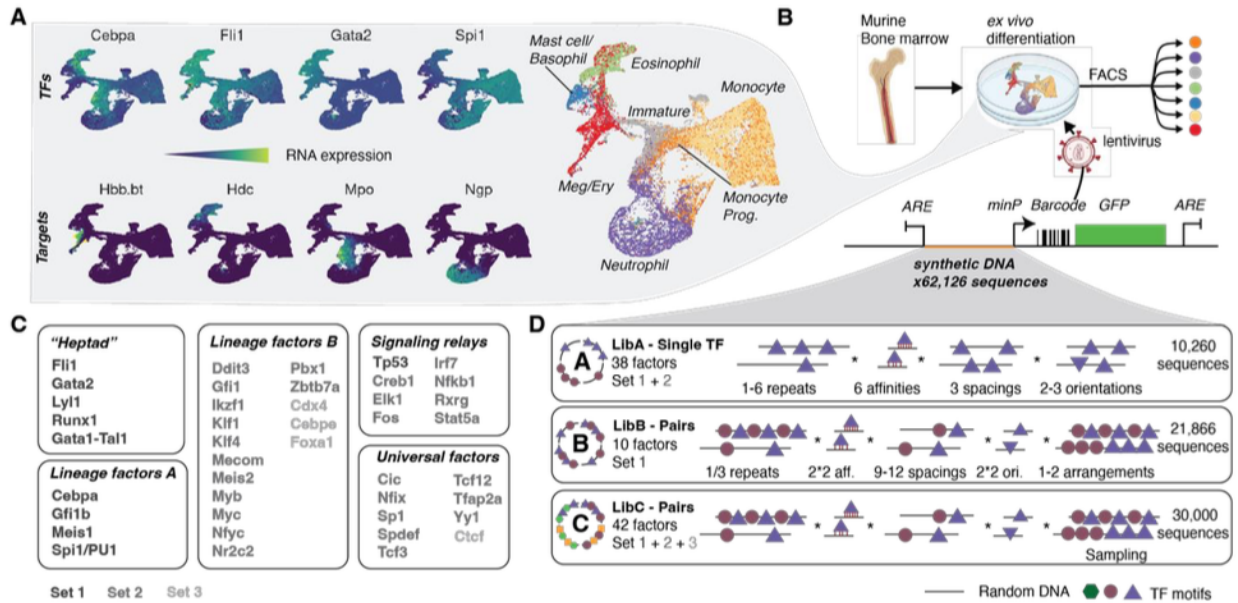 A
Cebpa
Fli1
Gata2
Spi1
TFs
RNA expression
Hbb.bt
Hdc
Mpo
Ngp
Targets
Mast cell/
Basophil
Eosinophil
Immature
Monocyte
Meg/Ery
Monocyte
Prog.
Neutrophil
B
Murine
Bone marrow
ex vivo
differentiation
FACS
lentivirus
ARE
minP
Barcode
GFP
ARE
synthetic DNA
x62,126 sequences
C
"Heptad"
Fli1
Gata2
Lyl1
Runx1
Gata1-Tal1
Lineage factors A
Cebpa
Gfi1b
Meis1
Spi1/PU1
Lineage factors B
Ddit3
Gfi1
Ikzf1
Klf1
Klf4
Mecom
Meis2
Myb
Myc
Nfyc
Nr2c2
Pbx1
Zbtb7a
Cdx4
Cebpe
Foxa1
Signaling relays
Tp53
Creb1
Elk1
Fos
Irf7
Nfkb1
Rxrg
Stat5a
Universal factors
Cic
Nfix
Sp1
Spdef
Tcf3
Tcf12
Tfap2a
Yy1
Ctcf
Set 1 Set 2 Set 3
D
A
LibA - Single TF
38 factors
Set 1 + 2
* * *
1-6 repeats
6 affinities
3 spacings
2-3 orientations
10,260
sequences
B
LibB - Pairs
10 factors
Set 1
* * * *
1/3 repeats
2*2 aff.
9-12 spacings
2*2 ori.
1-2 arrangements
21,866
sequences
C
LibC - Pairs
42 factors
Set 1 + 2 + 3
* * * *
Sampling
30,000
sequences
Random DNA
TF motifs